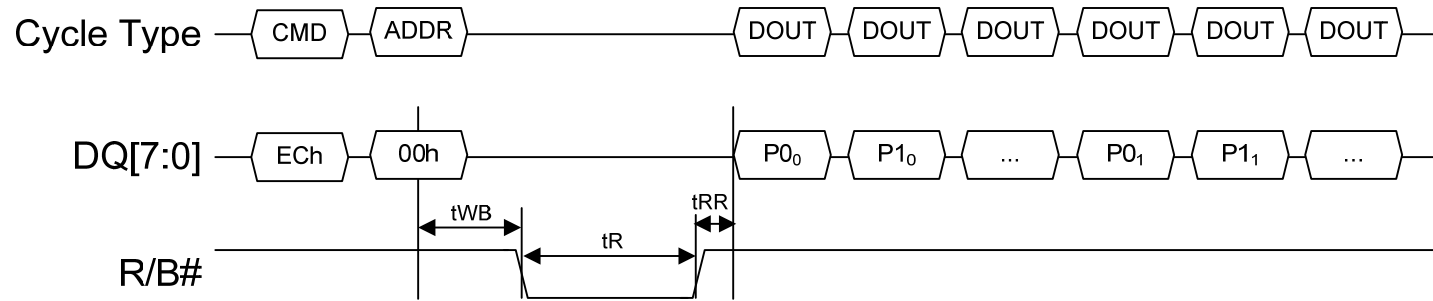 Cycle Type CMD ADDR DOUT DOUT DOUT DOUT DOUT DOUT
DQ[7:0] ECh 00h P0₀ P1₀ ... P0₁ P1₁ ...
tWB tR tRR
R/B#